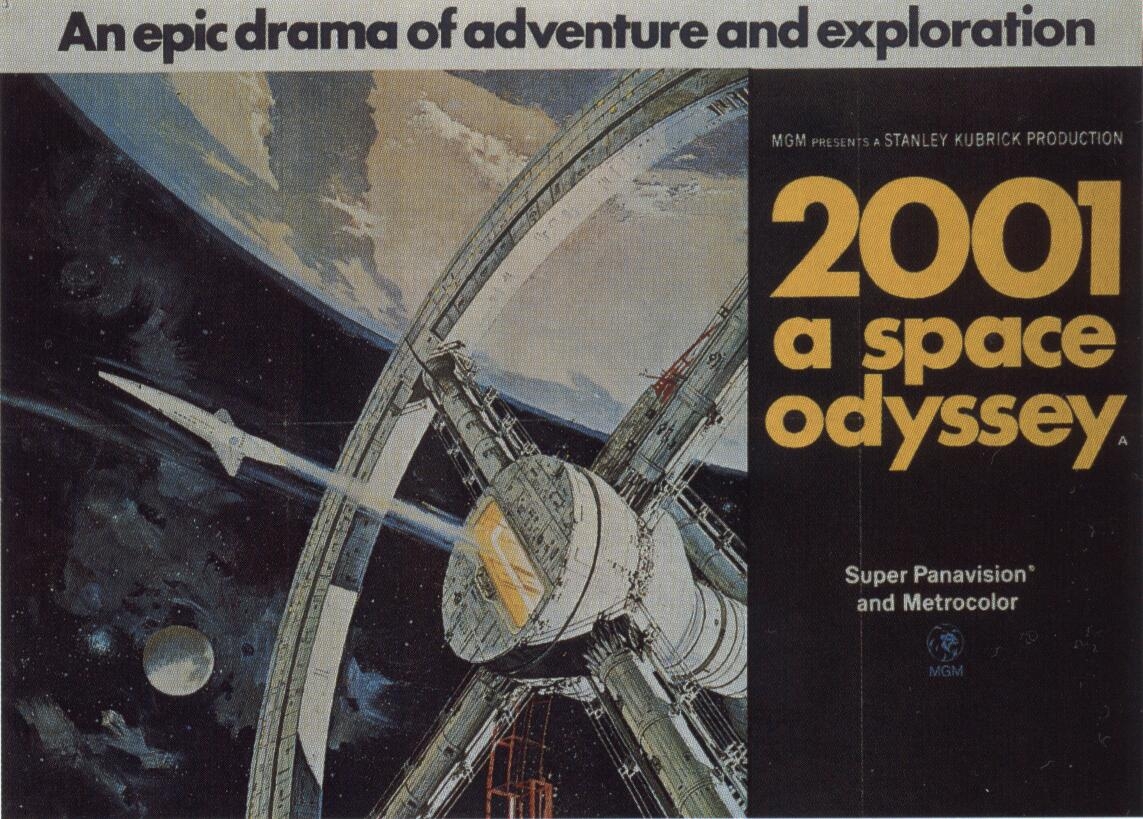 An epic drama of adventure and exploration
MGM PRESENTS A STANLEY KUBRICK PRODUCTION
2001
a space
odyssey
A
Super Panavision®
and Metrocolor
MGM